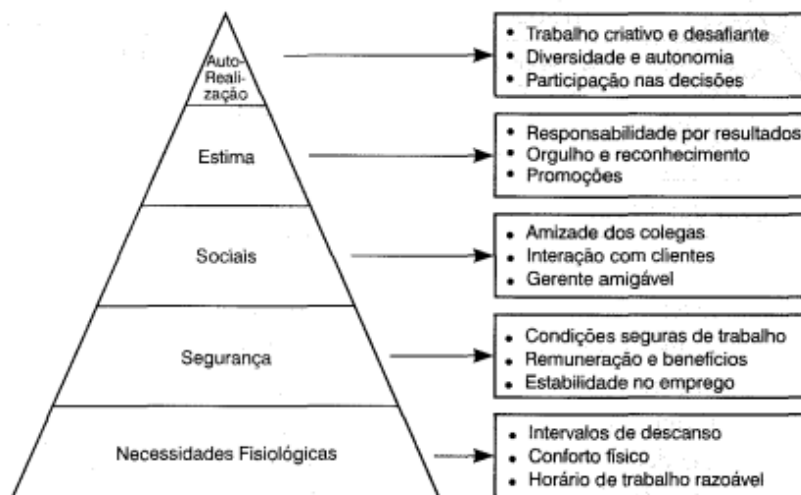 Auto-
Reali-
zação
• Trabalho criativo e desafiante
• Diversidade e autonomia
• Participação nas decisões
Estima
• Responsabilidade por resultados
• Orgulho e reconhecimento
• Promoções
Sociais
• Amizade dos colegas
• Interação com clientes
• Gerente amigável
Segurança
• Condições seguras de trabalho
• Remuneração e benefícios
• Estabilidade no emprego
Necessidades Fisiológicas
• Intervalos de descanso
• Conforto físico
• Horário de trabalho razoável